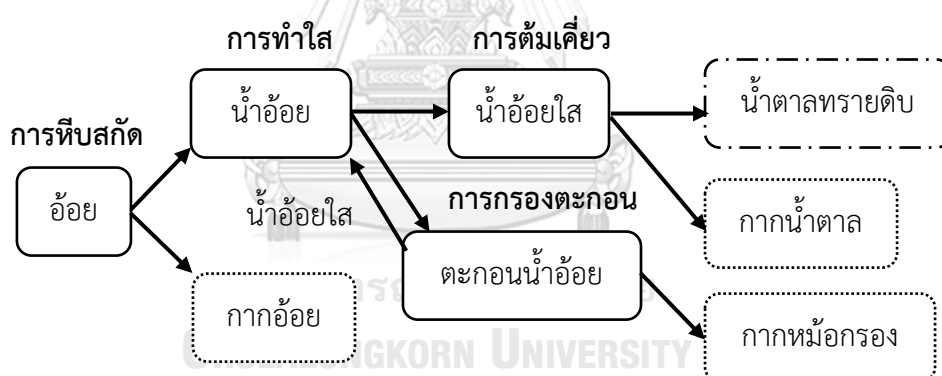 การทำใส
การต้มเคี่ยว
น้ำอ้อย
น้ำอ้อยใส
น้ำตาลทรายดิบ
การหีบสกัด
อ้อย
น้ำอ้อยใส
การกรองตะกอน
กากน้ำตาล
ตะกอนน้ำอ้อย
กากอ้อย
กากหม้อกรอง
UNIVERSITY